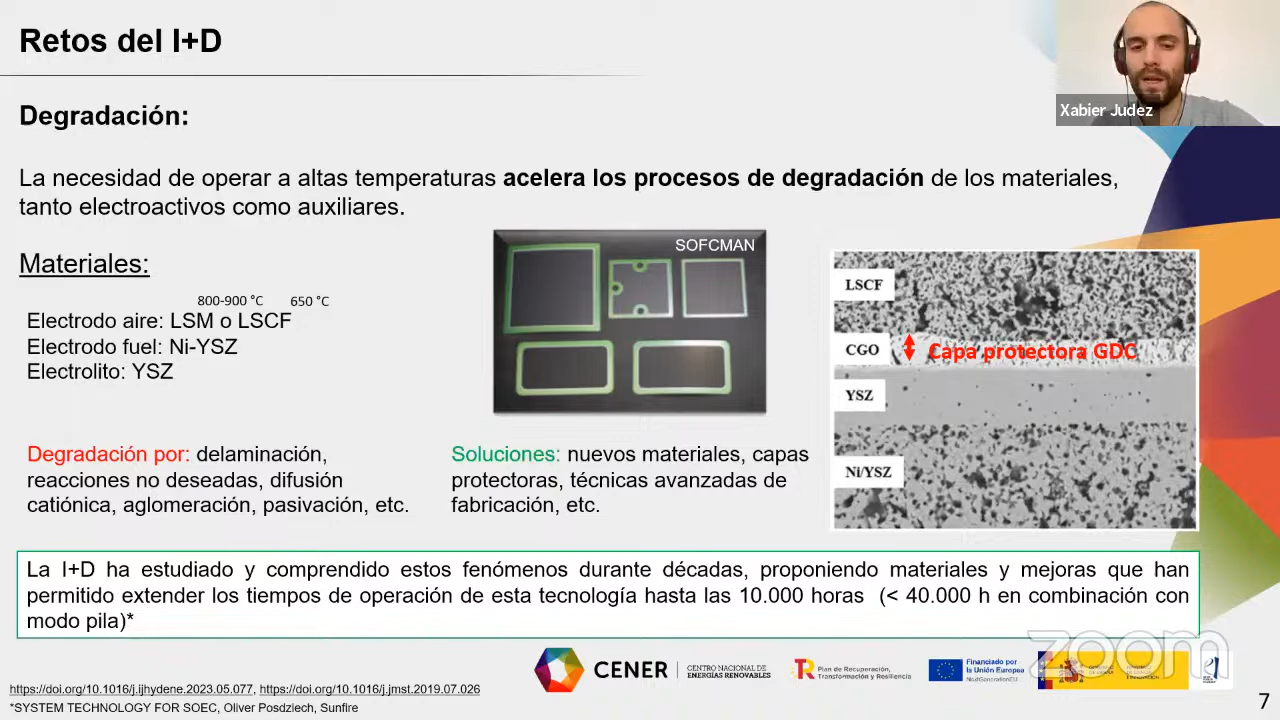 Retos del I+D
Xabier Judez
Degradación:
La necesidad de operar a altas temperaturas acelera los procesos de degradación de los materiales,
tanto electroactivos como auxiliares.
Materiales:
800-900 °C 650 °C
Electrodo aire: LSM o LSCF
Electrodo fuel: Ni-YSZ
Electrolito: YSZ
SOFCMAN
LSCF
CGO
Capa protectora GDC
YSZ
Ni/YSZ
Degradación por: delaminación,
reacciones no deseadas, difusión
catiónica, aglomeración, pasivación, etc.
Soluciones: nuevos materiales, capas
protectoras, técnicas avanzadas de
fabricación, etc.
La I+D ha estudiado y comprendido estos fenómenos durante décadas, proponiendo materiales y mejoras que han
permitido extender los tiempos de operación de esta tecnología hasta las 10.000 horas (< 40.000 h en combinación con
modo pila)*
zoom
CENER
CENTRO NACIONAL DE
ENERGÍAS RENOVABLES
Plan de Recuperación,
Transformación y Resiliencia
Financiado por
la Unión Europea
NextGenerationEU
https://doi.org/10.1016/j.ijhydene.2023.05.077, https://doi.org/10.1016/j.jmst.2019.07.026
*SYSTEM TECHNOLOGY FOR SOEC, Oliver Posdziech, Sunfire
7